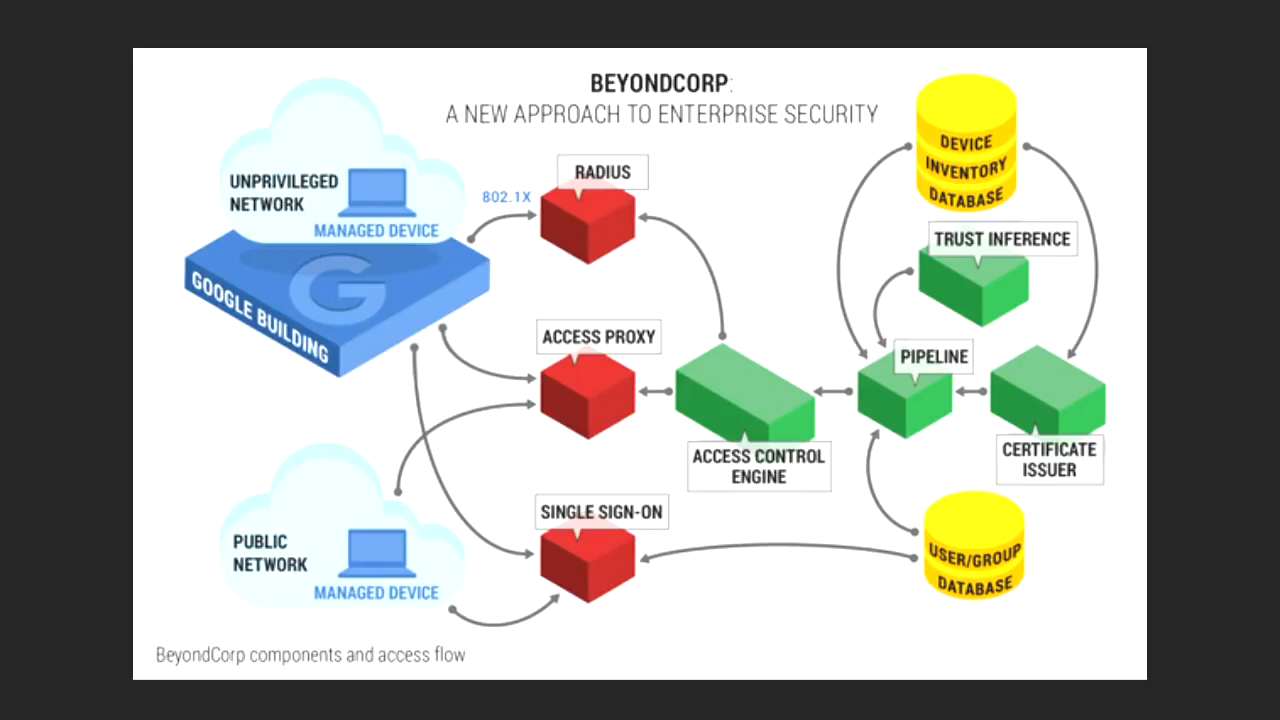 BEYONDCORP:
A NEW APPROACH TO ENTERPRISE SECURITY
UNPRIVILEGED
NETWORK
MANAGED DEVICE
802.1X
RADIUS
DEVICE
INVENTORY
DATABASE
TRUST INFERENCE
G
GOOGLE BUILDING
ACCESS PROXY
PIPELINE
ACCESS CONTROL
ENGINE
CERTIFICATE
ISSUER
PUBLIC
NETWORK
MANAGED DEVICE
SINGLE SIGN-ON
USER/GROUP
DATABASE
BeyondCorp components and access flow